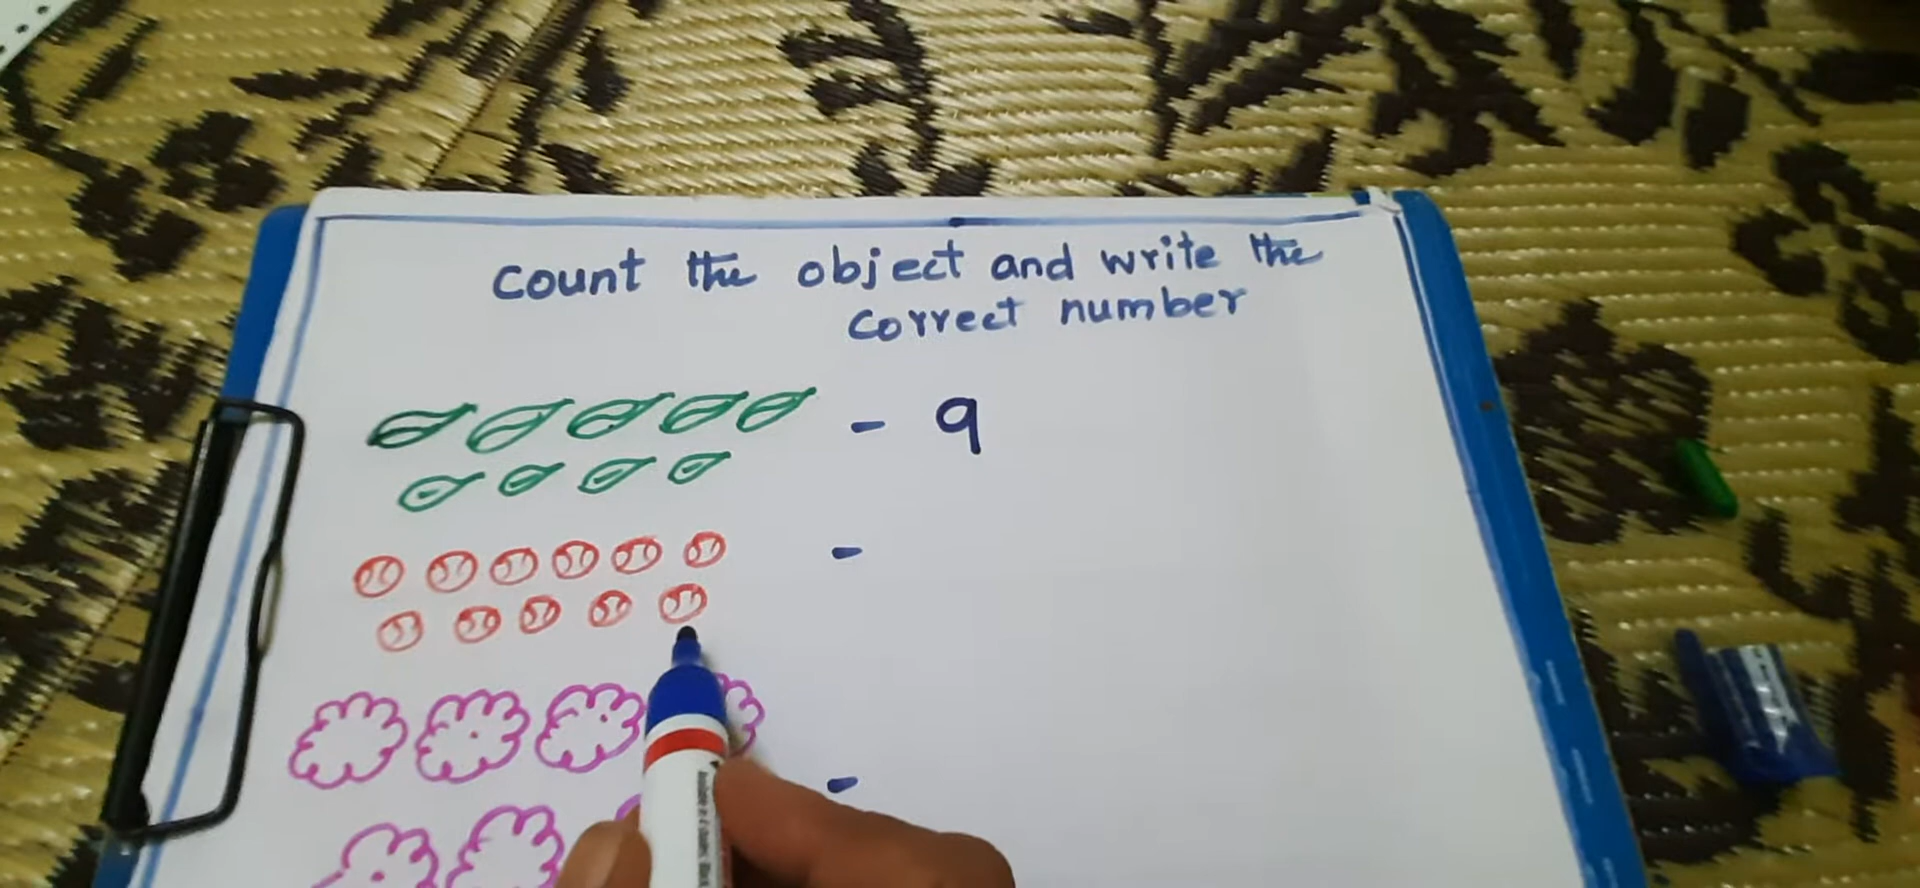 count the object and write the
correct number
- 9
-
-